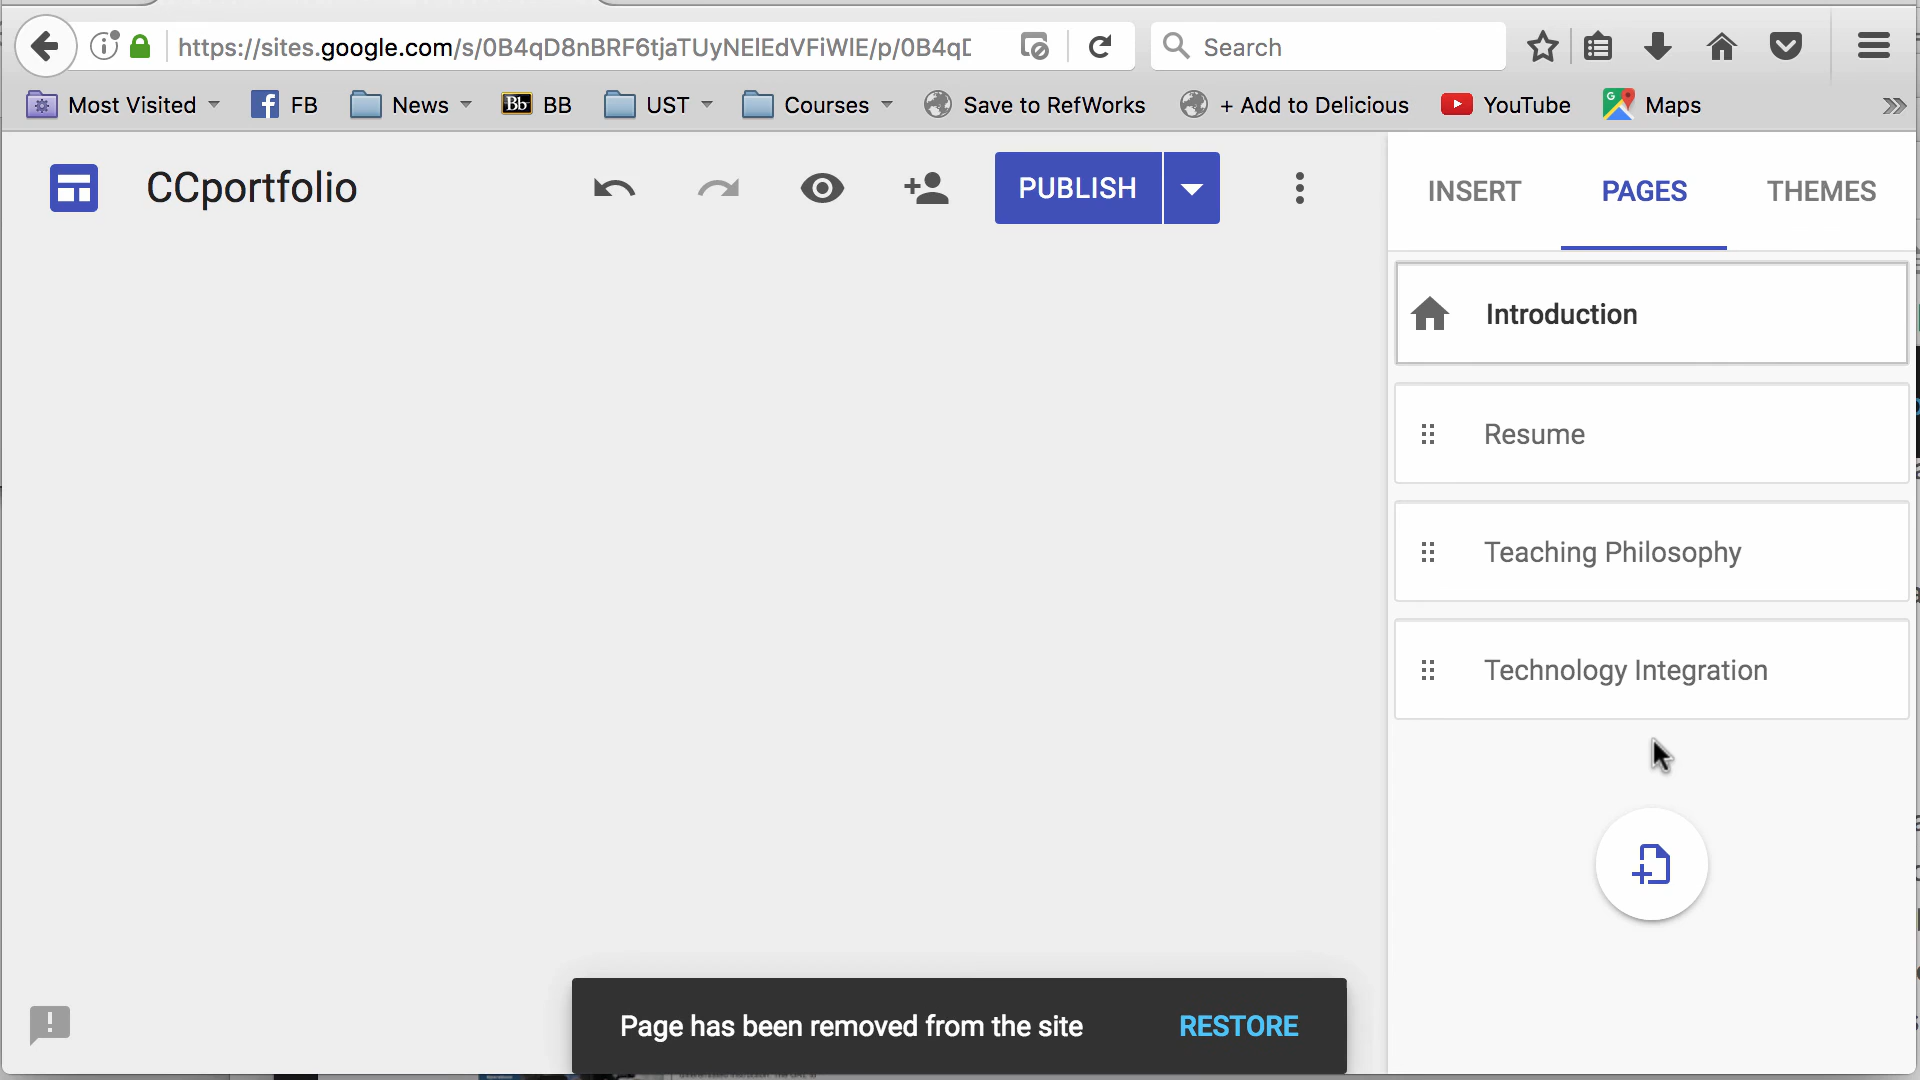 https://sites.google.com/s/0B4qD8nBRF6tjaTUyNElEdVFiWlE/p/0B4qD
Search
Most Visited
FB
News
Bb BB
UST
Courses
Save to RefWorks
+ Add to Delicious
YouTube
Maps
CCportfolio
PUBLISH
INSERT
PAGES
THEMES
Introduction
Resume
Teaching Philosophy
Technology Integration
Page has been removed from the site
RESTORE